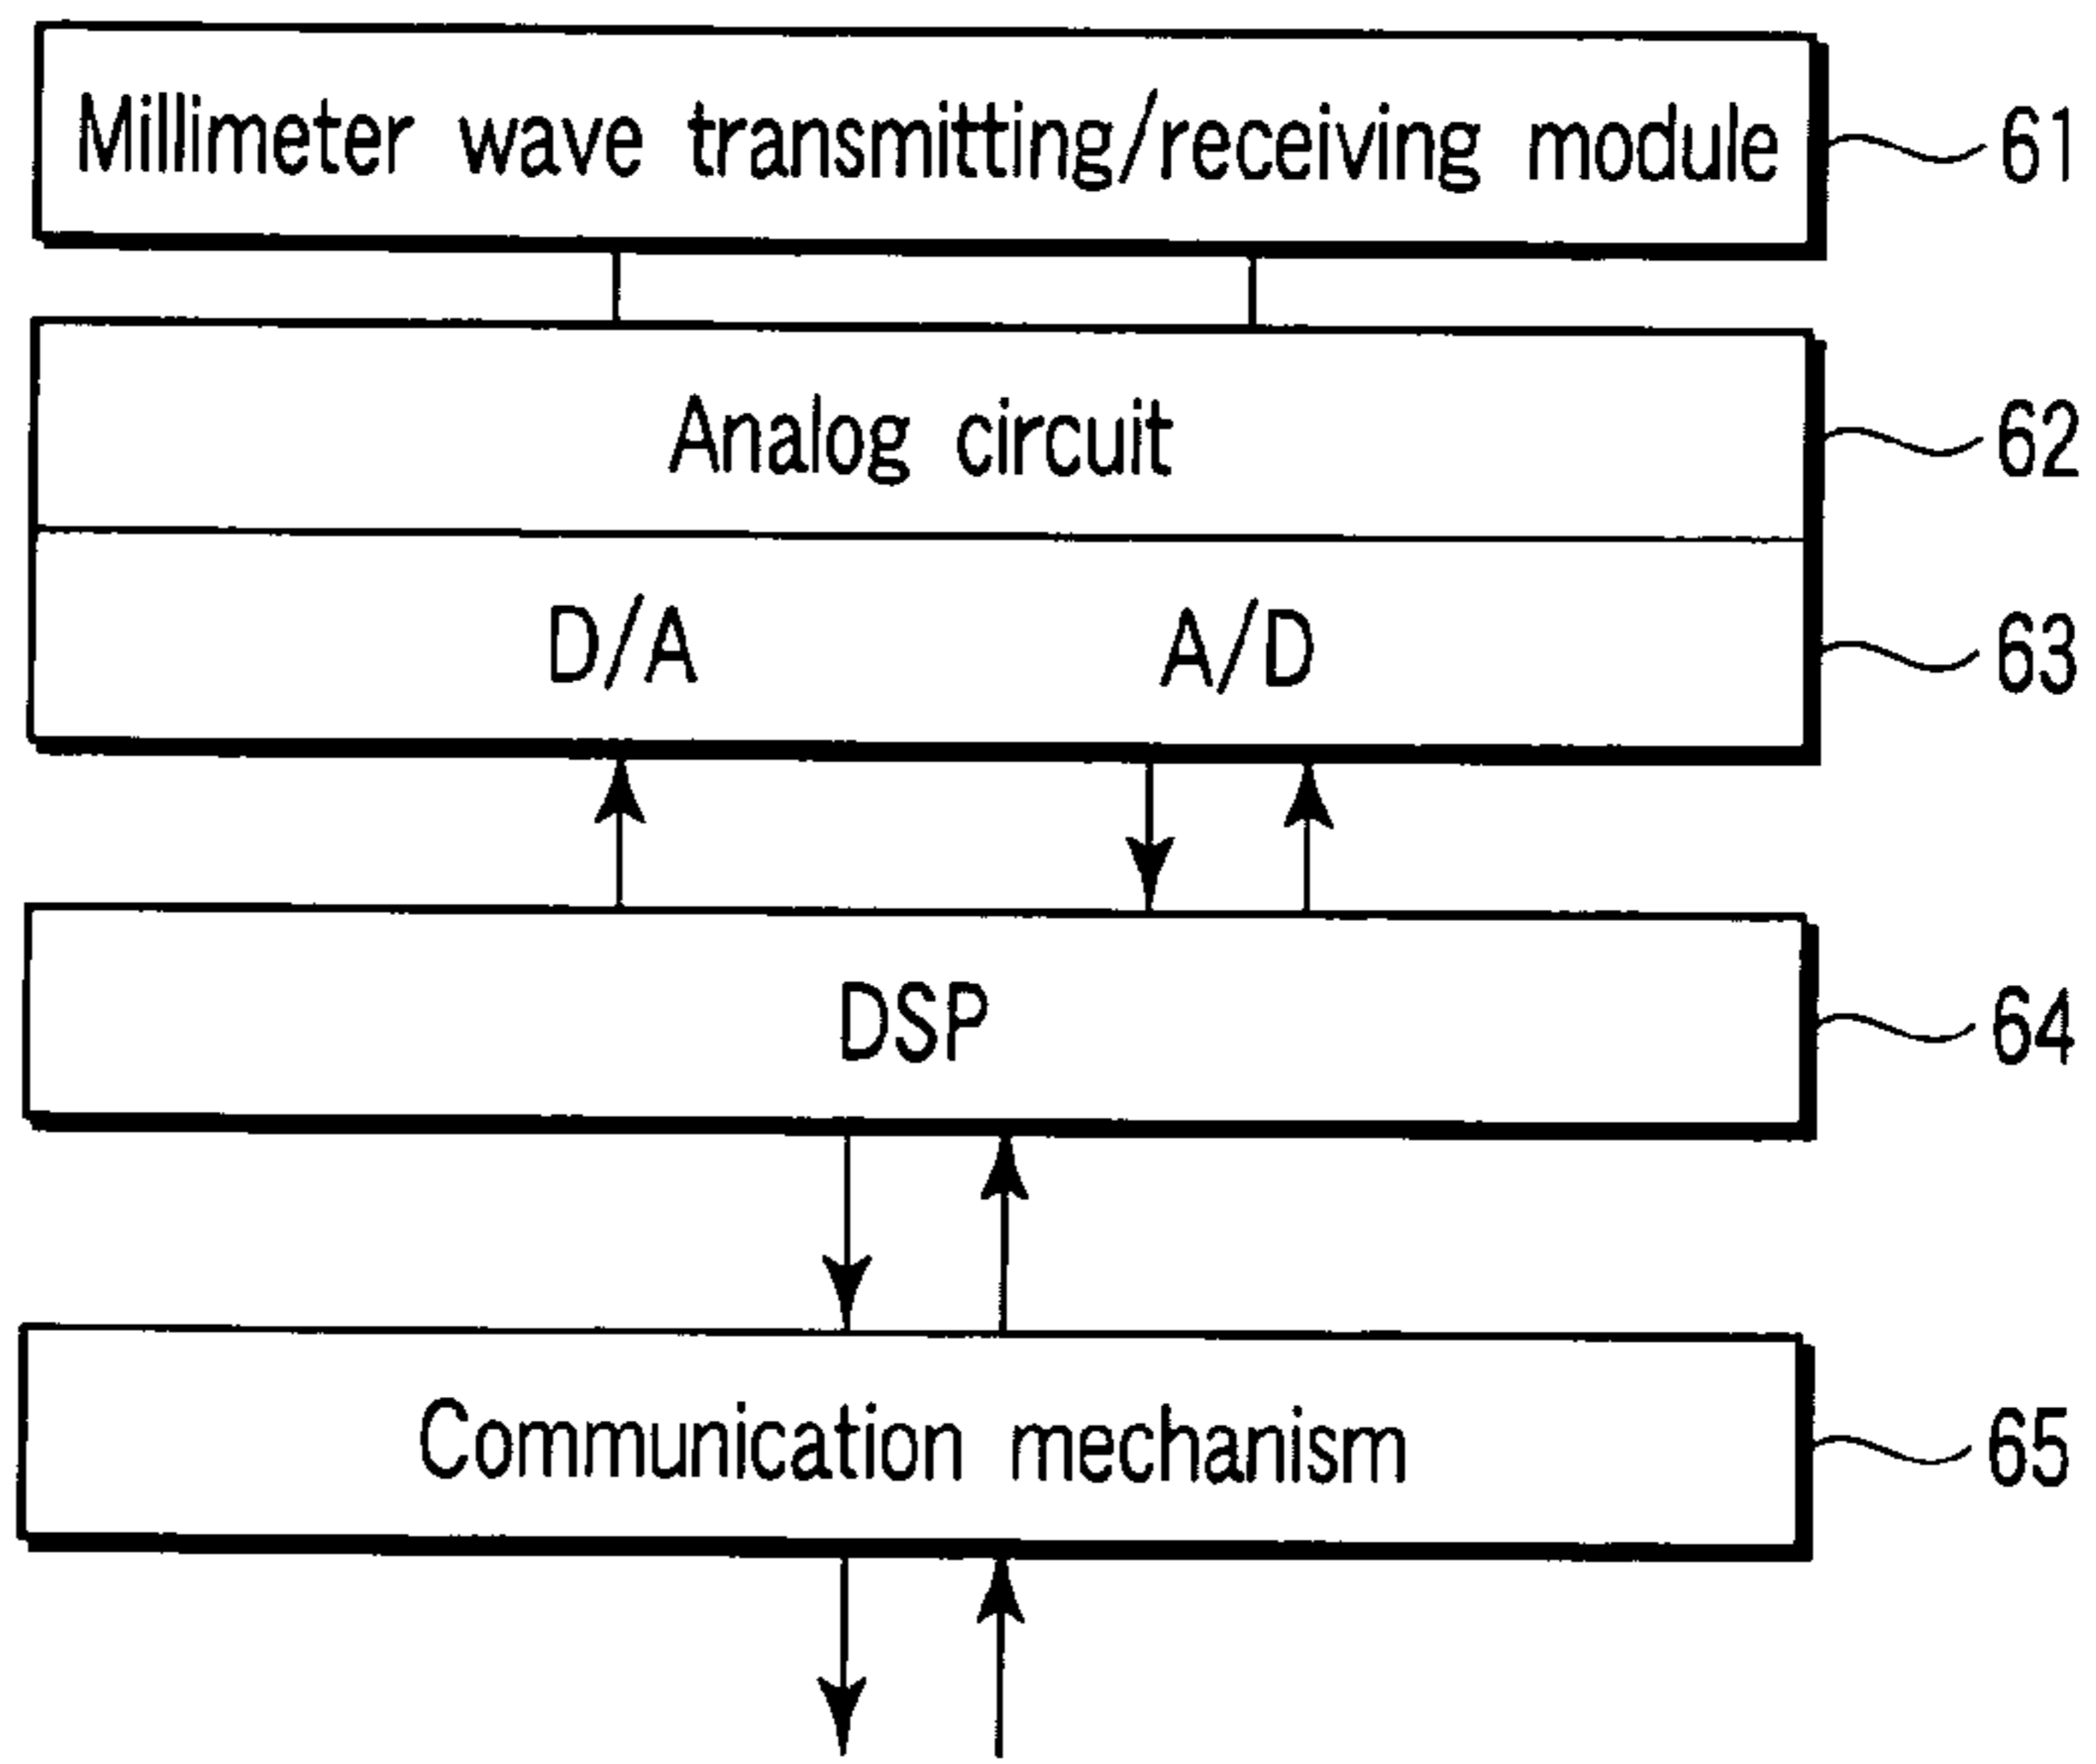 Millimeter wave transmitting/receiving module 61
Analog circuit 62
D/A A/D 63
DSP 64
Communication mechanism 65